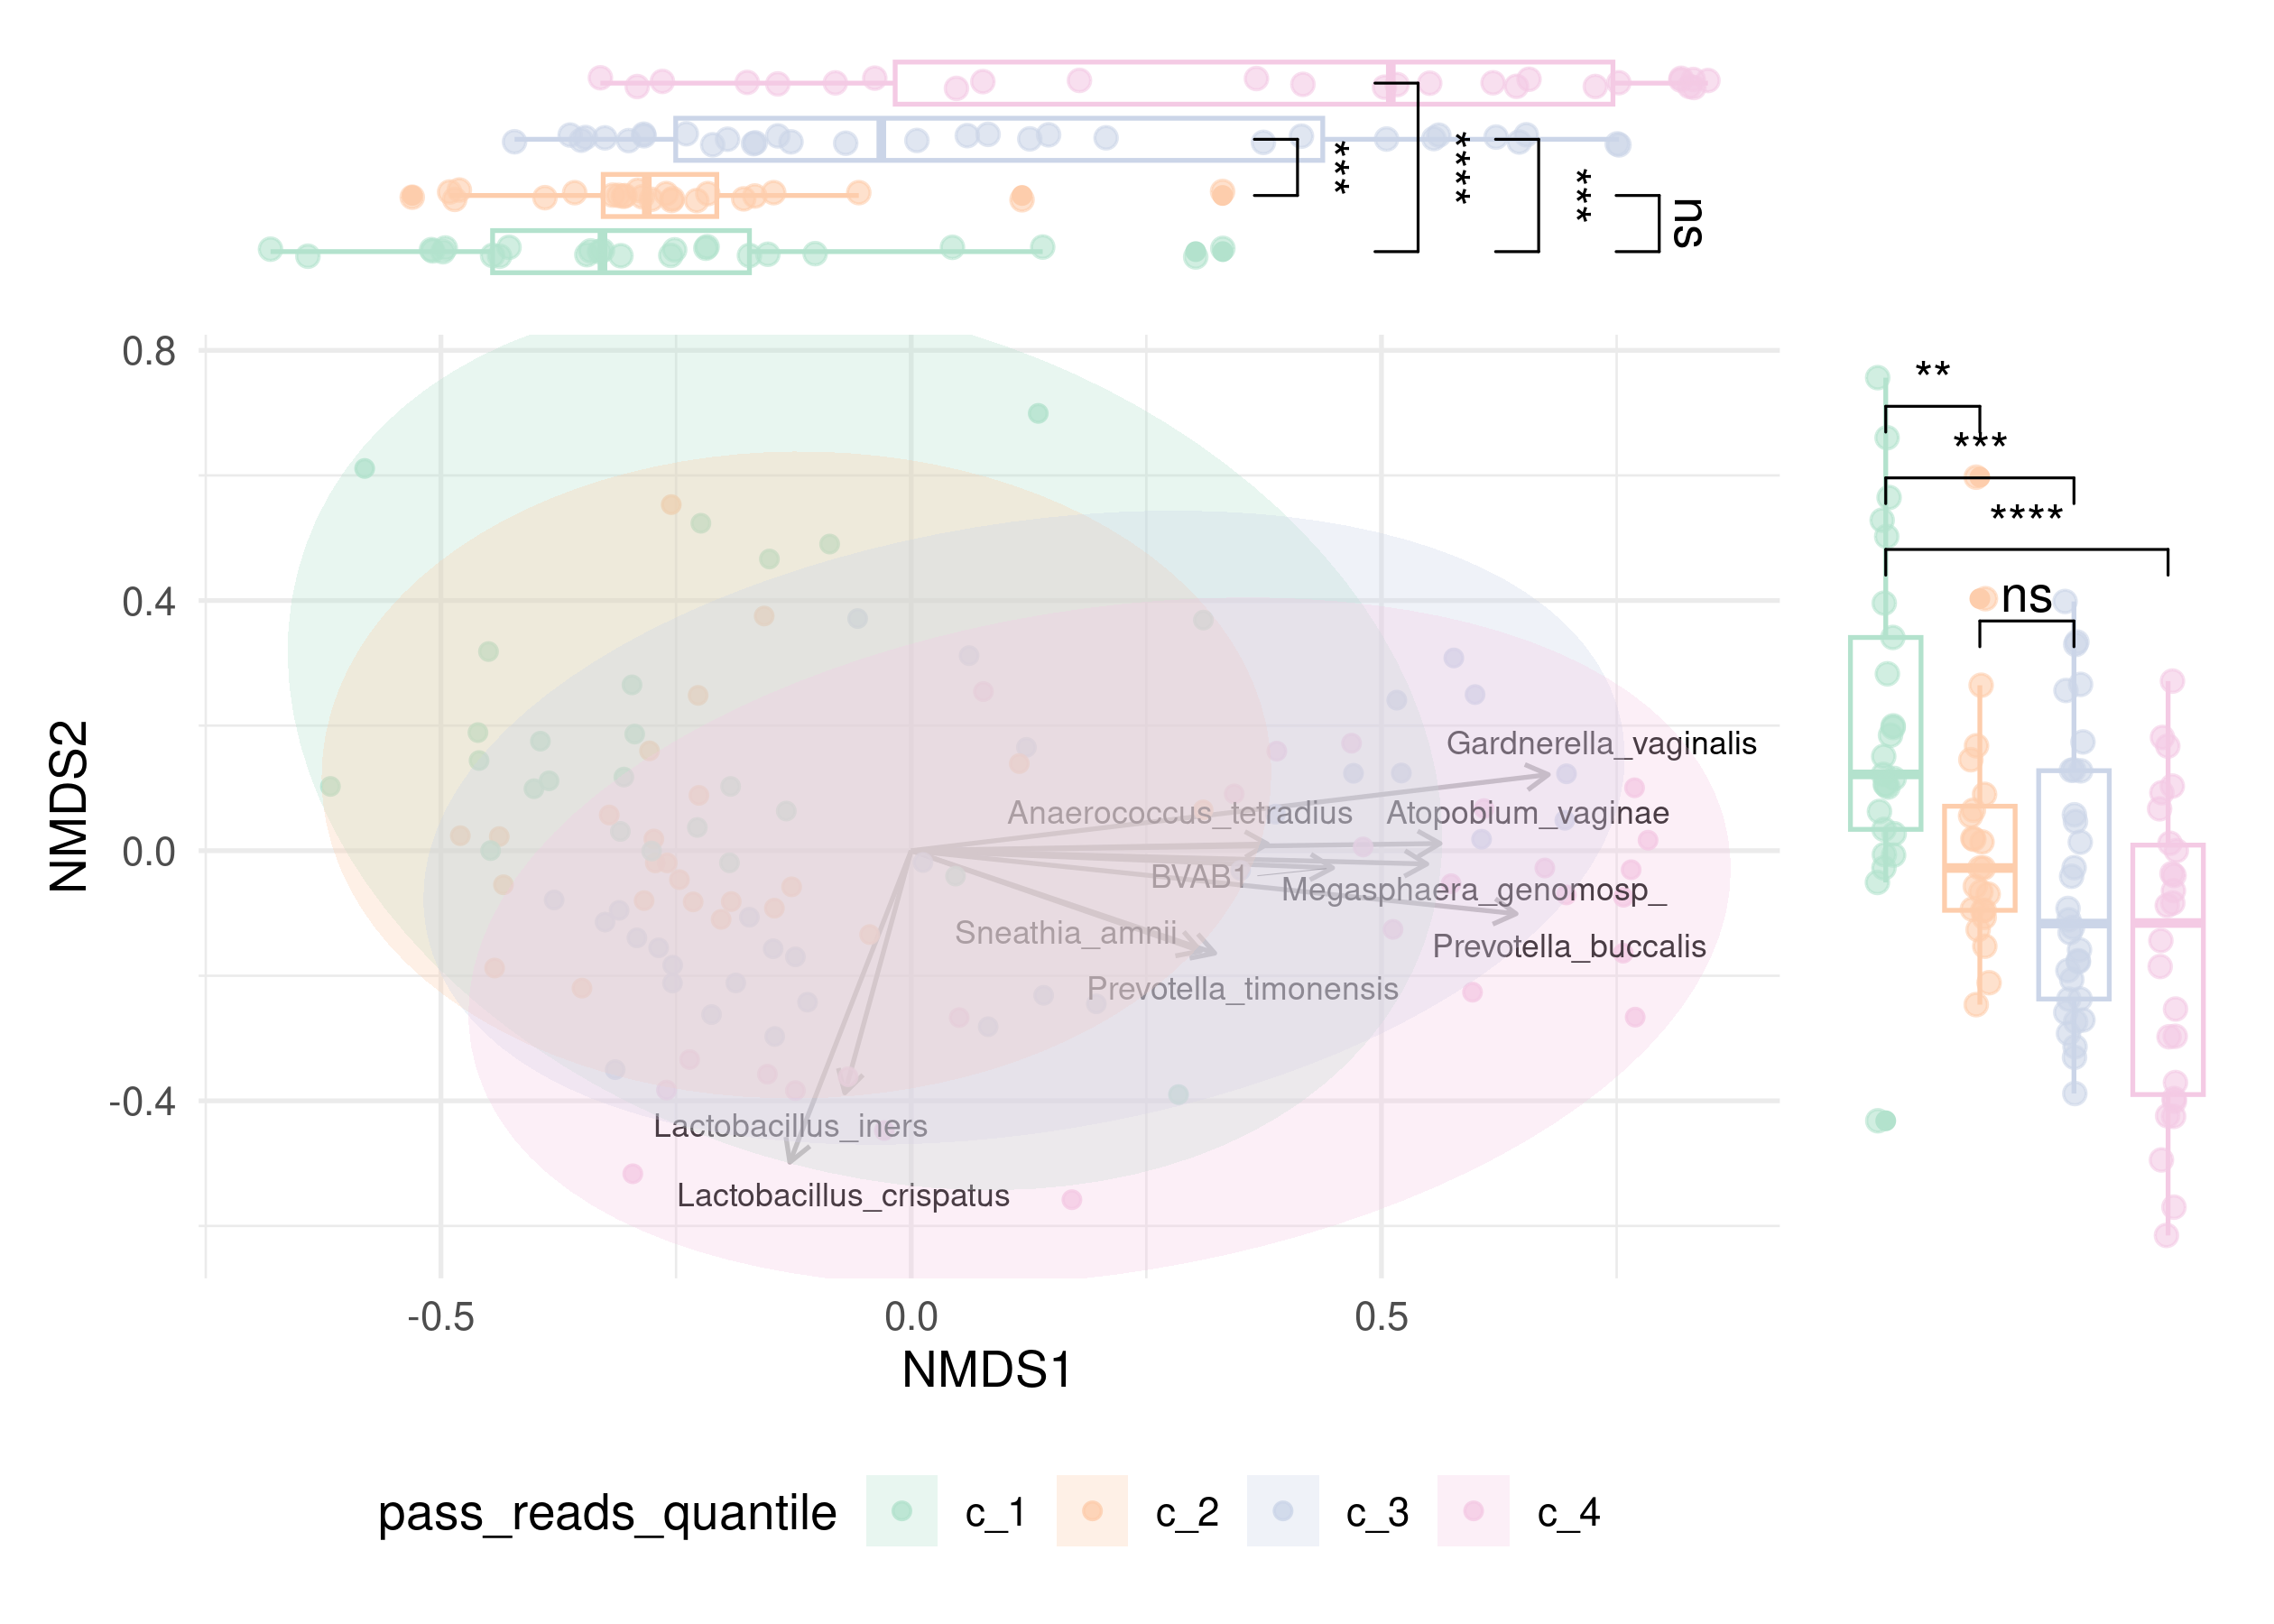 ***
****
***
ns
0.8
0.4
0.0
-0.4
NMDS2
Gardnerella_vaginalis
Anaerococcus_tetradius
Atopobium_vaginae
BVAB1
Megasphaera_genomosp_
Sneathia_amnii
Prevotella_buccalis
Prevotella_timonensis
Lactobacillus_iners
Lactobacillus_crispatus
**
***
****
ns
-0.5
0.0
0.5
NMDS1
pass_reads_quantile c_1 c_2 c_3 c_4